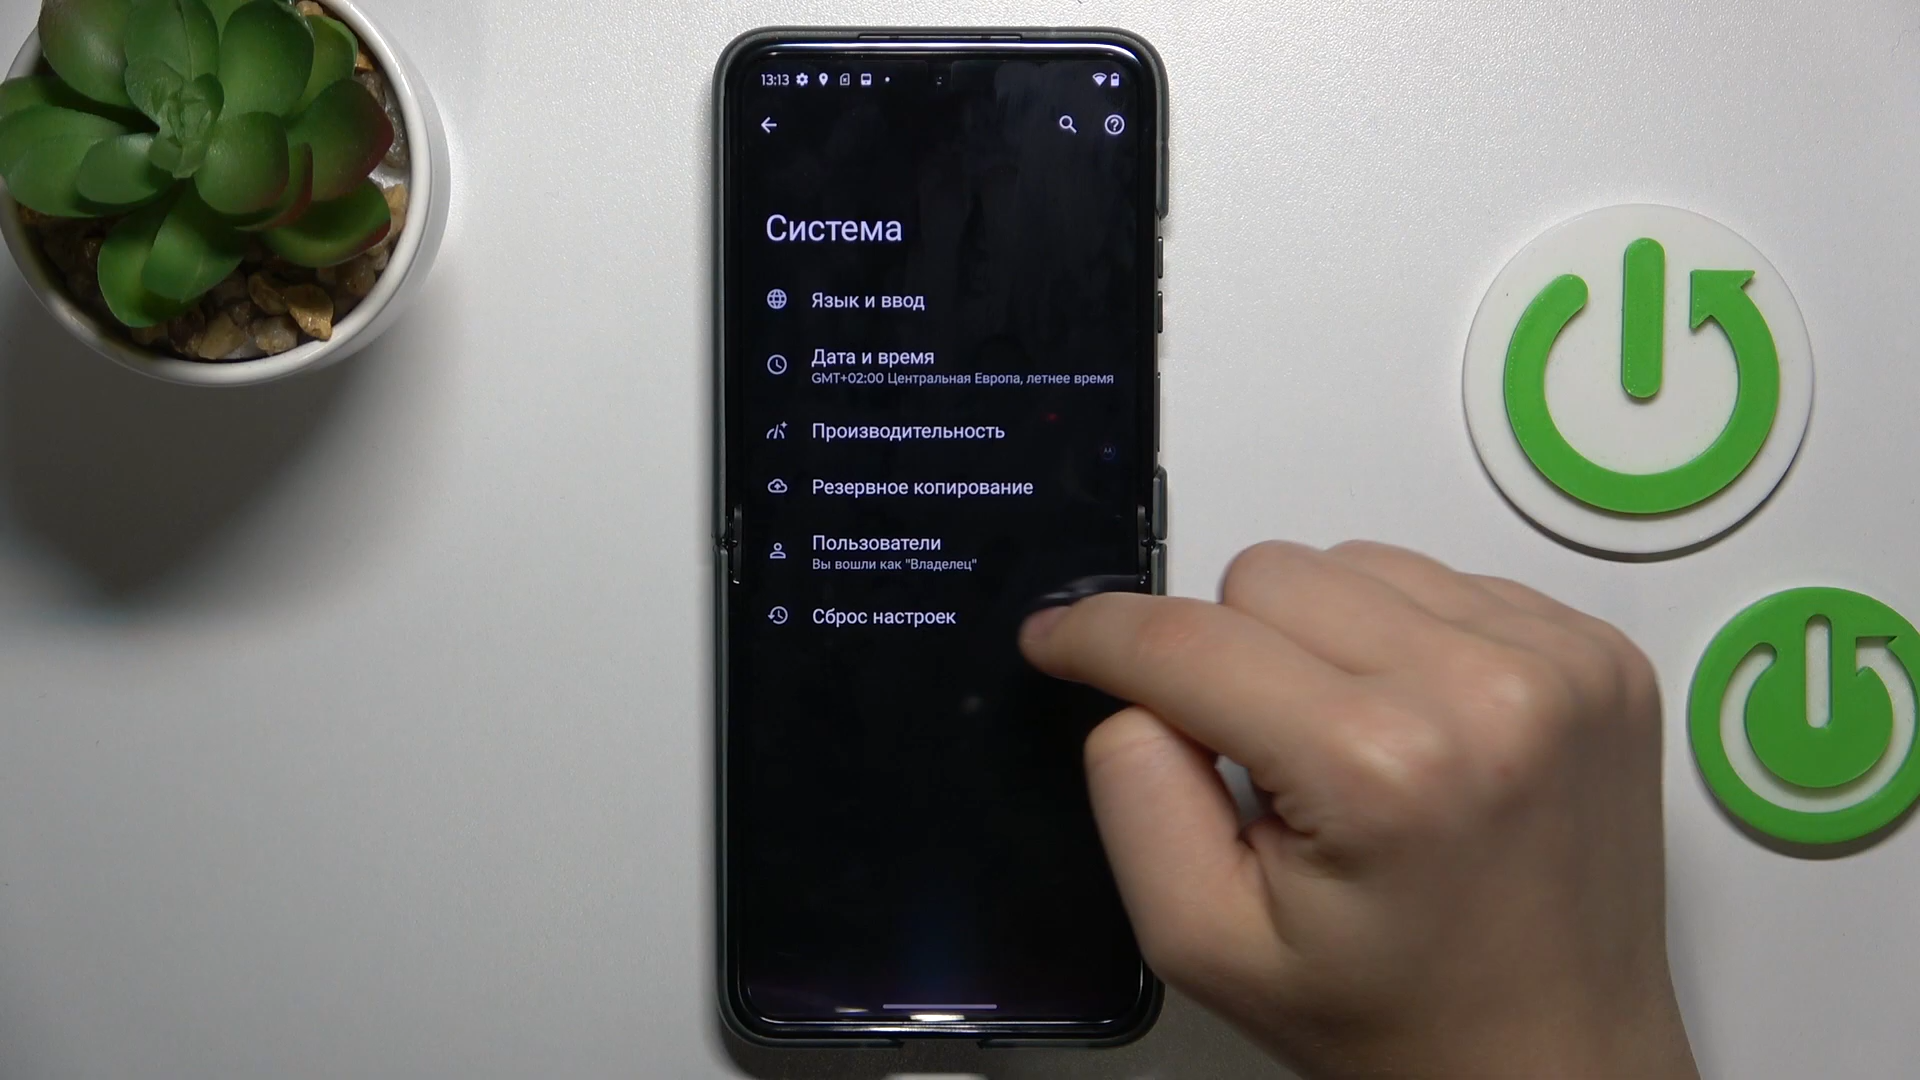 13:13
Система
Язык и ввод
Дата и время
GMT+02:00 Центральная Европа, летнее время
Производительность
Резервное копирование
Пользователи
Вы вошли как "Владелец"
Сброс настроек